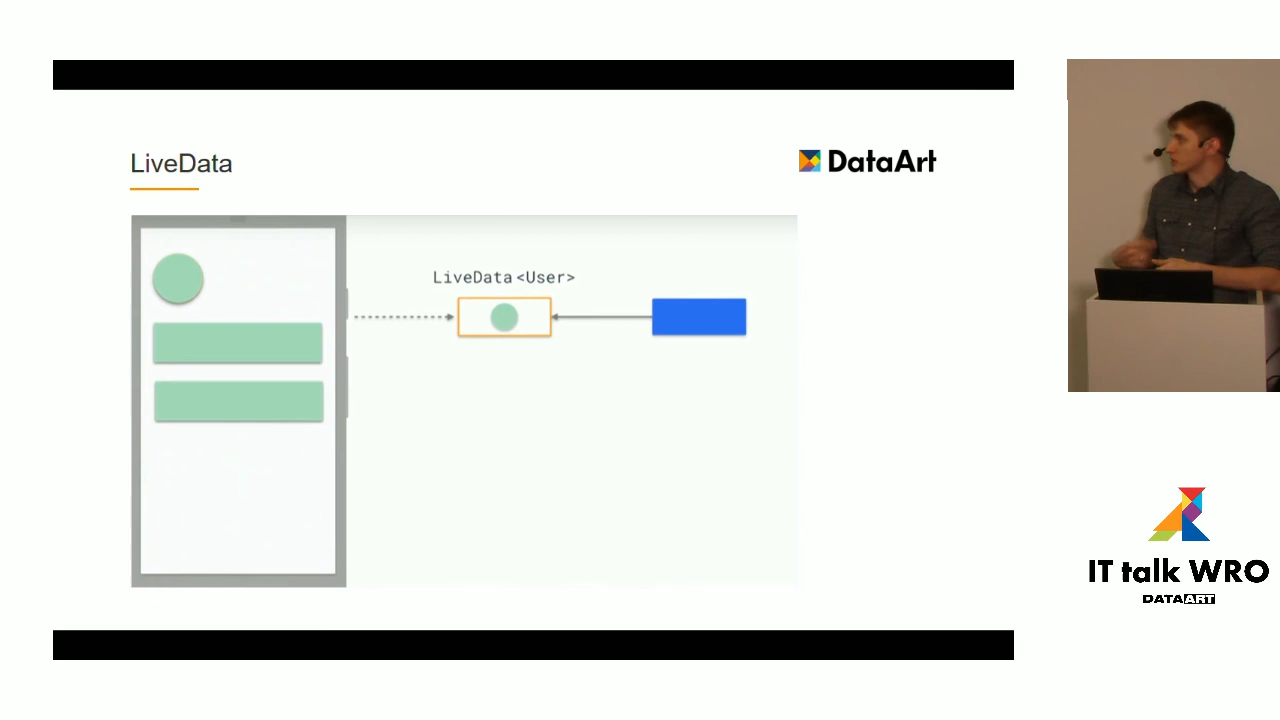 LiveData
DataArt
LiveData<User>
IT talk WRO
DATAART